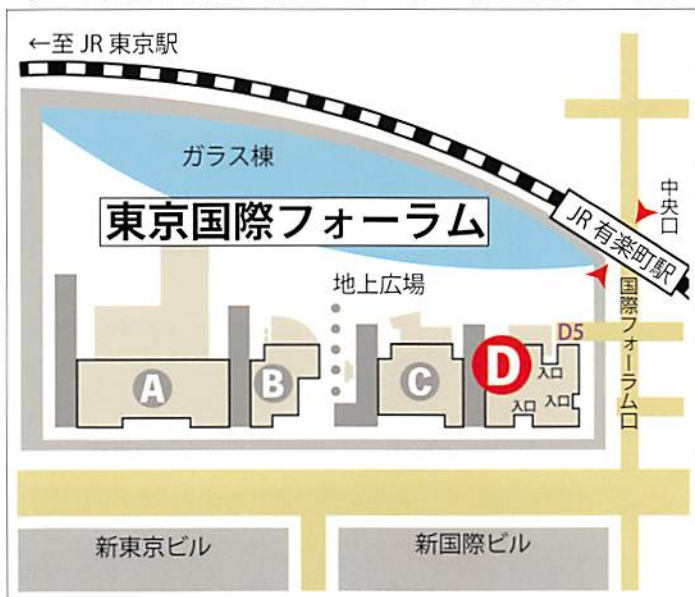 ←至 JR 東京駅
ガラス棟
中央口
東京国際フォーラム
JR 有楽町駅
地上広場
国際フォーラム口
D5
A
B
C
D
入口
入口
入口
新東京ビル
新国際ビル